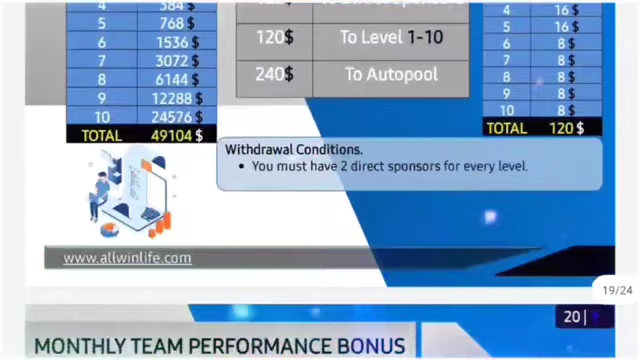 4 384 $
5 768 $
6 1536 $
7 3072 $
8 6144 $
9 12288 $
10 24576 $
TOTAL 49104 $
120$ To Level 1-10
240$ To Autopool
4 16 $
5 16 $
6 8 $
7 8 $
8 8 $
9 8 $
10 8 $
TOTAL 120 $
Withdrawal Conditions.
• You must have 2 direct sponsors for every level.
www.allwinlife.com
19/24
20|
MONTHLY TEAM PERFORMANCE BONUS